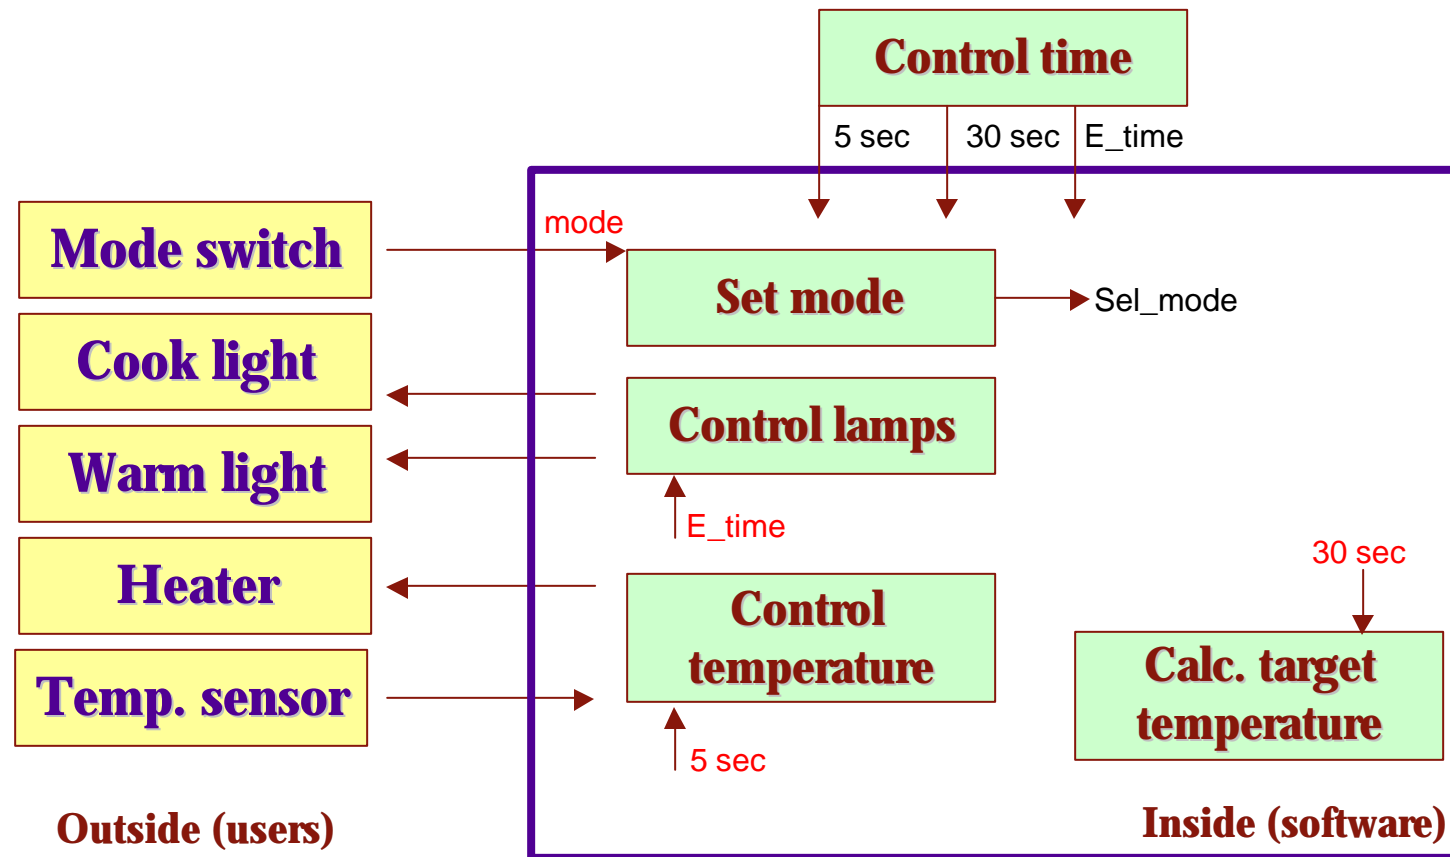 Control time
5 sec
30 sec
E_time
Mode switch
mode
Set mode
Sel_mode
Cook light
Control lamps
Warm light
E_time
Heater
Control
temperature
30 sec
Temp. sensor
Calc. target
temperature
5 sec
Outside (users)
Inside (software)